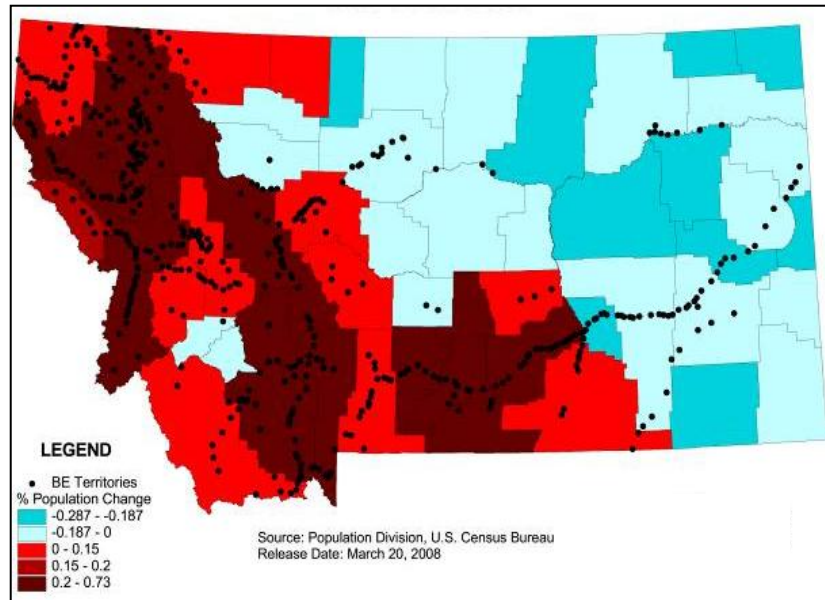 LEGEND
BE Territories
% Population Change
-0.287 - -0.187
-0.187 - 0
0 - 0.15
0.15 - 0.2
0.2 - 0.73
Source: Population Division, U.S. Census Bureau
Release Date: March 20, 2008